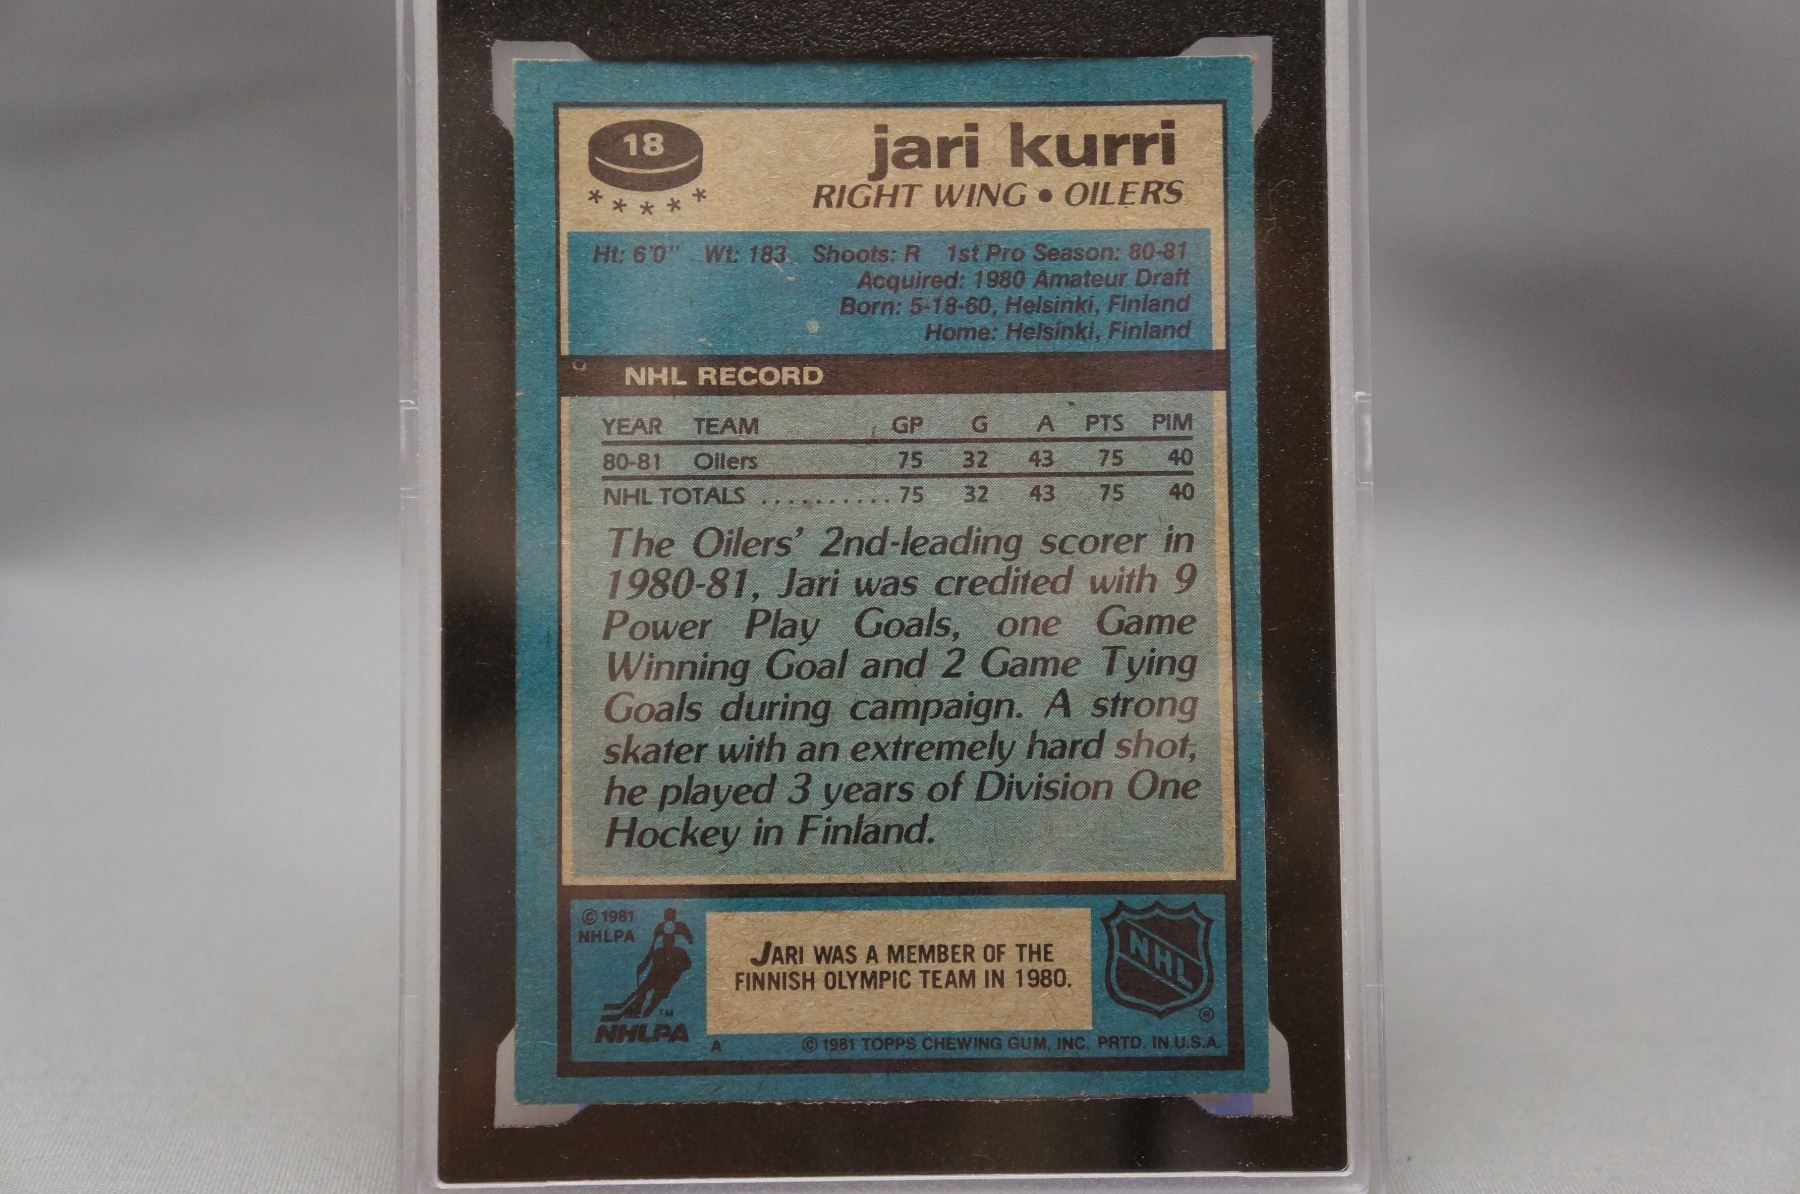 18
jari kurri
RIGHT WING • OILERS
Ht: 6'0" Wt: 183 Shoots: R 1st Pro Season: 80-81
Acquired: 1980 Amateur Draft
Born: 5-18-60, Helsinki, Finland
Home: Helsinki, Finland
NHL RECORD
YEAR TEAM GP G A PTS PIM
80-81 Oilers 75 32 43 75 40
NHL TOTALS .......... 75 32 43 75 40
The Oilers' 2nd-leading scorer in
1980-81, Jari was credited with 9
Power Play Goals, one Game
Winning Goal and 2 Game Tying
Goals during campaign. A strong
skater with an extremely hard shot,
he played 3 years of Division One
Hockey in Finland.
© 1981
NHLPA
TM
NHLPA
JARI WAS A MEMBER OF THE
FINNISH OLYMPIC TEAM IN 1980.
NHL
®
A © 1981 TOPPS CHEWING GUM, INC. PRTD. IN U.S.A.